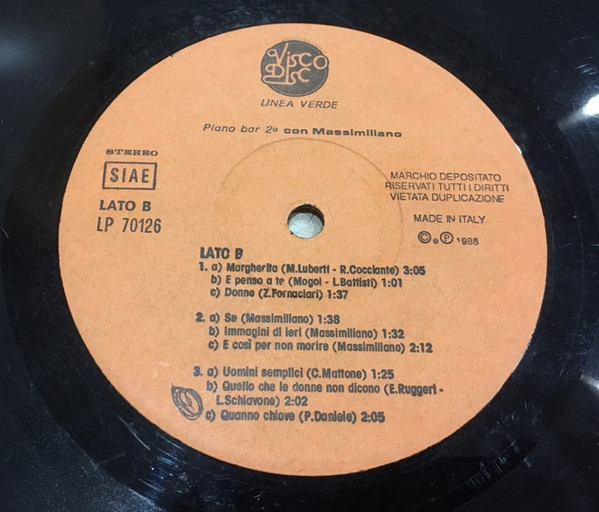 Visco
Disc
LINEA VERDE
Piano bar 2º con Massimiliano
STEREO
SIAE
LATO B
LP 70126
MARCHIO DEPOSITATO
RISERVATI TUTTI I DIRITTI
VIETATA DUPLICAZIONE
MADE IN ITALY
© e ℗ 1988
LATO B
1. a) Margherita (M.Luberti - R.Cocciante) 3:05
b) E penso a te (Mogol - L.Battisti) 1:01
c) Donne (Z.Fornaciari) 1:37
2. a) Se (Massimiliano) 1:38
b) Immagini di ieri (Massimiliano) 1:32
c) E così per non morire (Massimiliano) 2:12
3. a) Uomini semplici (C.Mattone) 1:25
b) Quello che le donne non dicono (E.Ruggeri -
L.Schiavone) 2:02
c) Quanno chiove (P.Daniele) 2:05